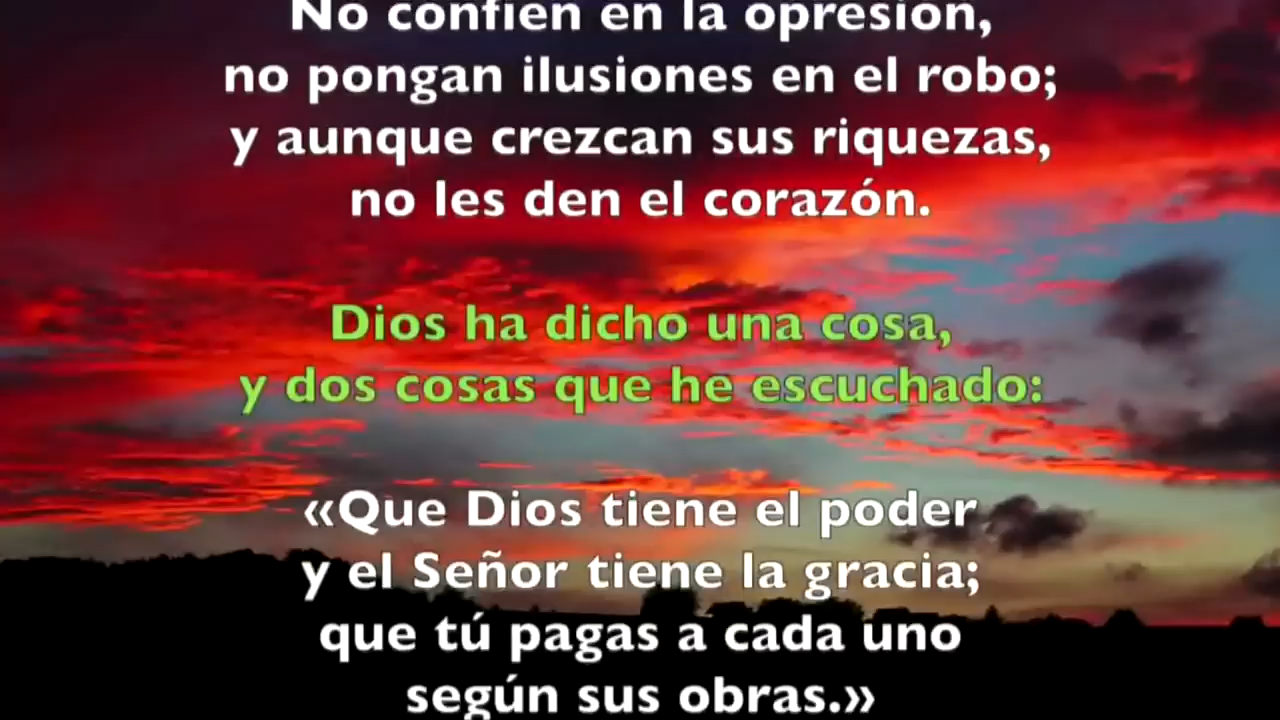 No confíen en la opresión,
no pongan ilusiones en el robo;
y aunque crezcan sus riquezas,
no les den el corazón.
Dios ha dicho una cosa,
y dos cosas que he escuchado:
«Que Dios tiene el poder
y el Señor tiene la gracia;
que tú pagas a cada uno
según sus obras.»